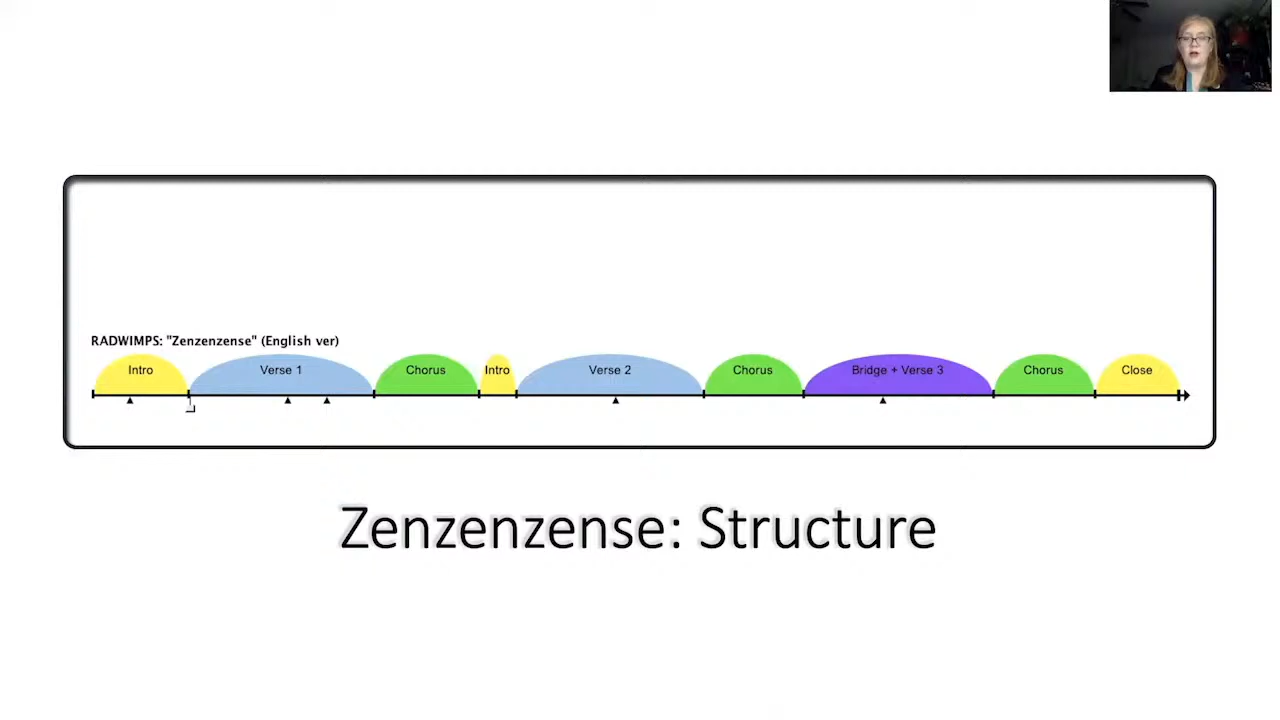 RADWIMPS: "Zenzenzense" (English ver)
Intro Verse 1 Chorus Intro Verse 2 Chorus Bridge + Verse 3 Chorus Close
Zenzenzense: Structure